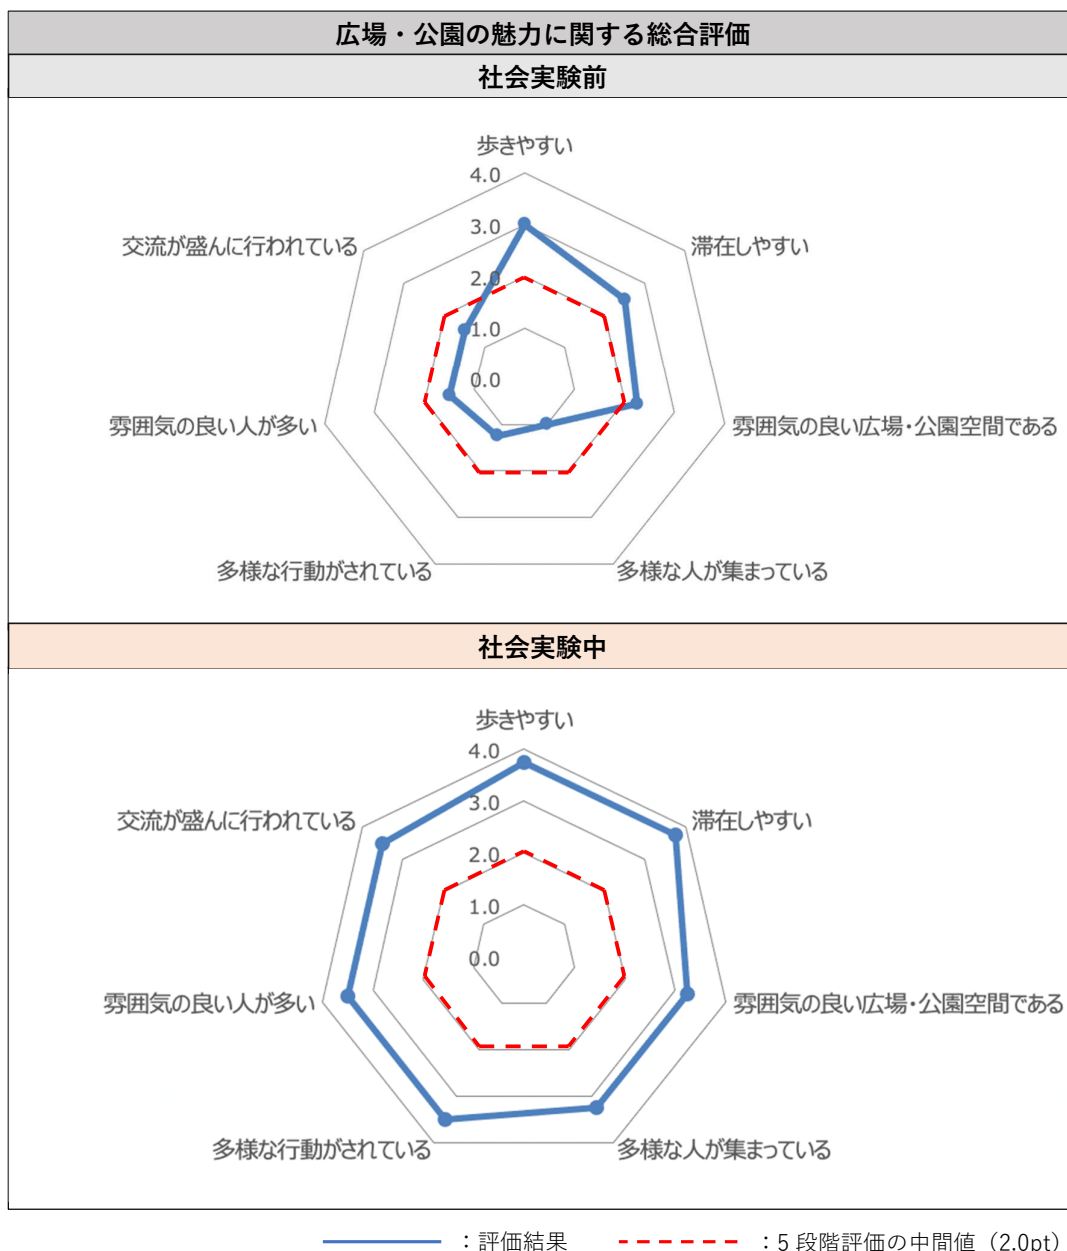 広場・公園の魅力に関する総合評価
社会実験前
歩きやすい
4.0
3.0
2.0
1.0
0.0
滞在しやすい
雰囲気の良い広場・公園空間である
多様な人が集まっている
多様な行動がされている
雰囲気の良い人が多い
交流が盛んに行われている
社会実験中
歩きやすい
4.0
3.0
2.0
1.0
0.0
滞在しやすい
雰囲気の良い広場・公園空間である
多様な人が集まっている
多様な行動がされている
雰囲気の良い人が多い
交流が盛んに行われている
：評価結果 ：5 段階評価の中間値（2.0pt）